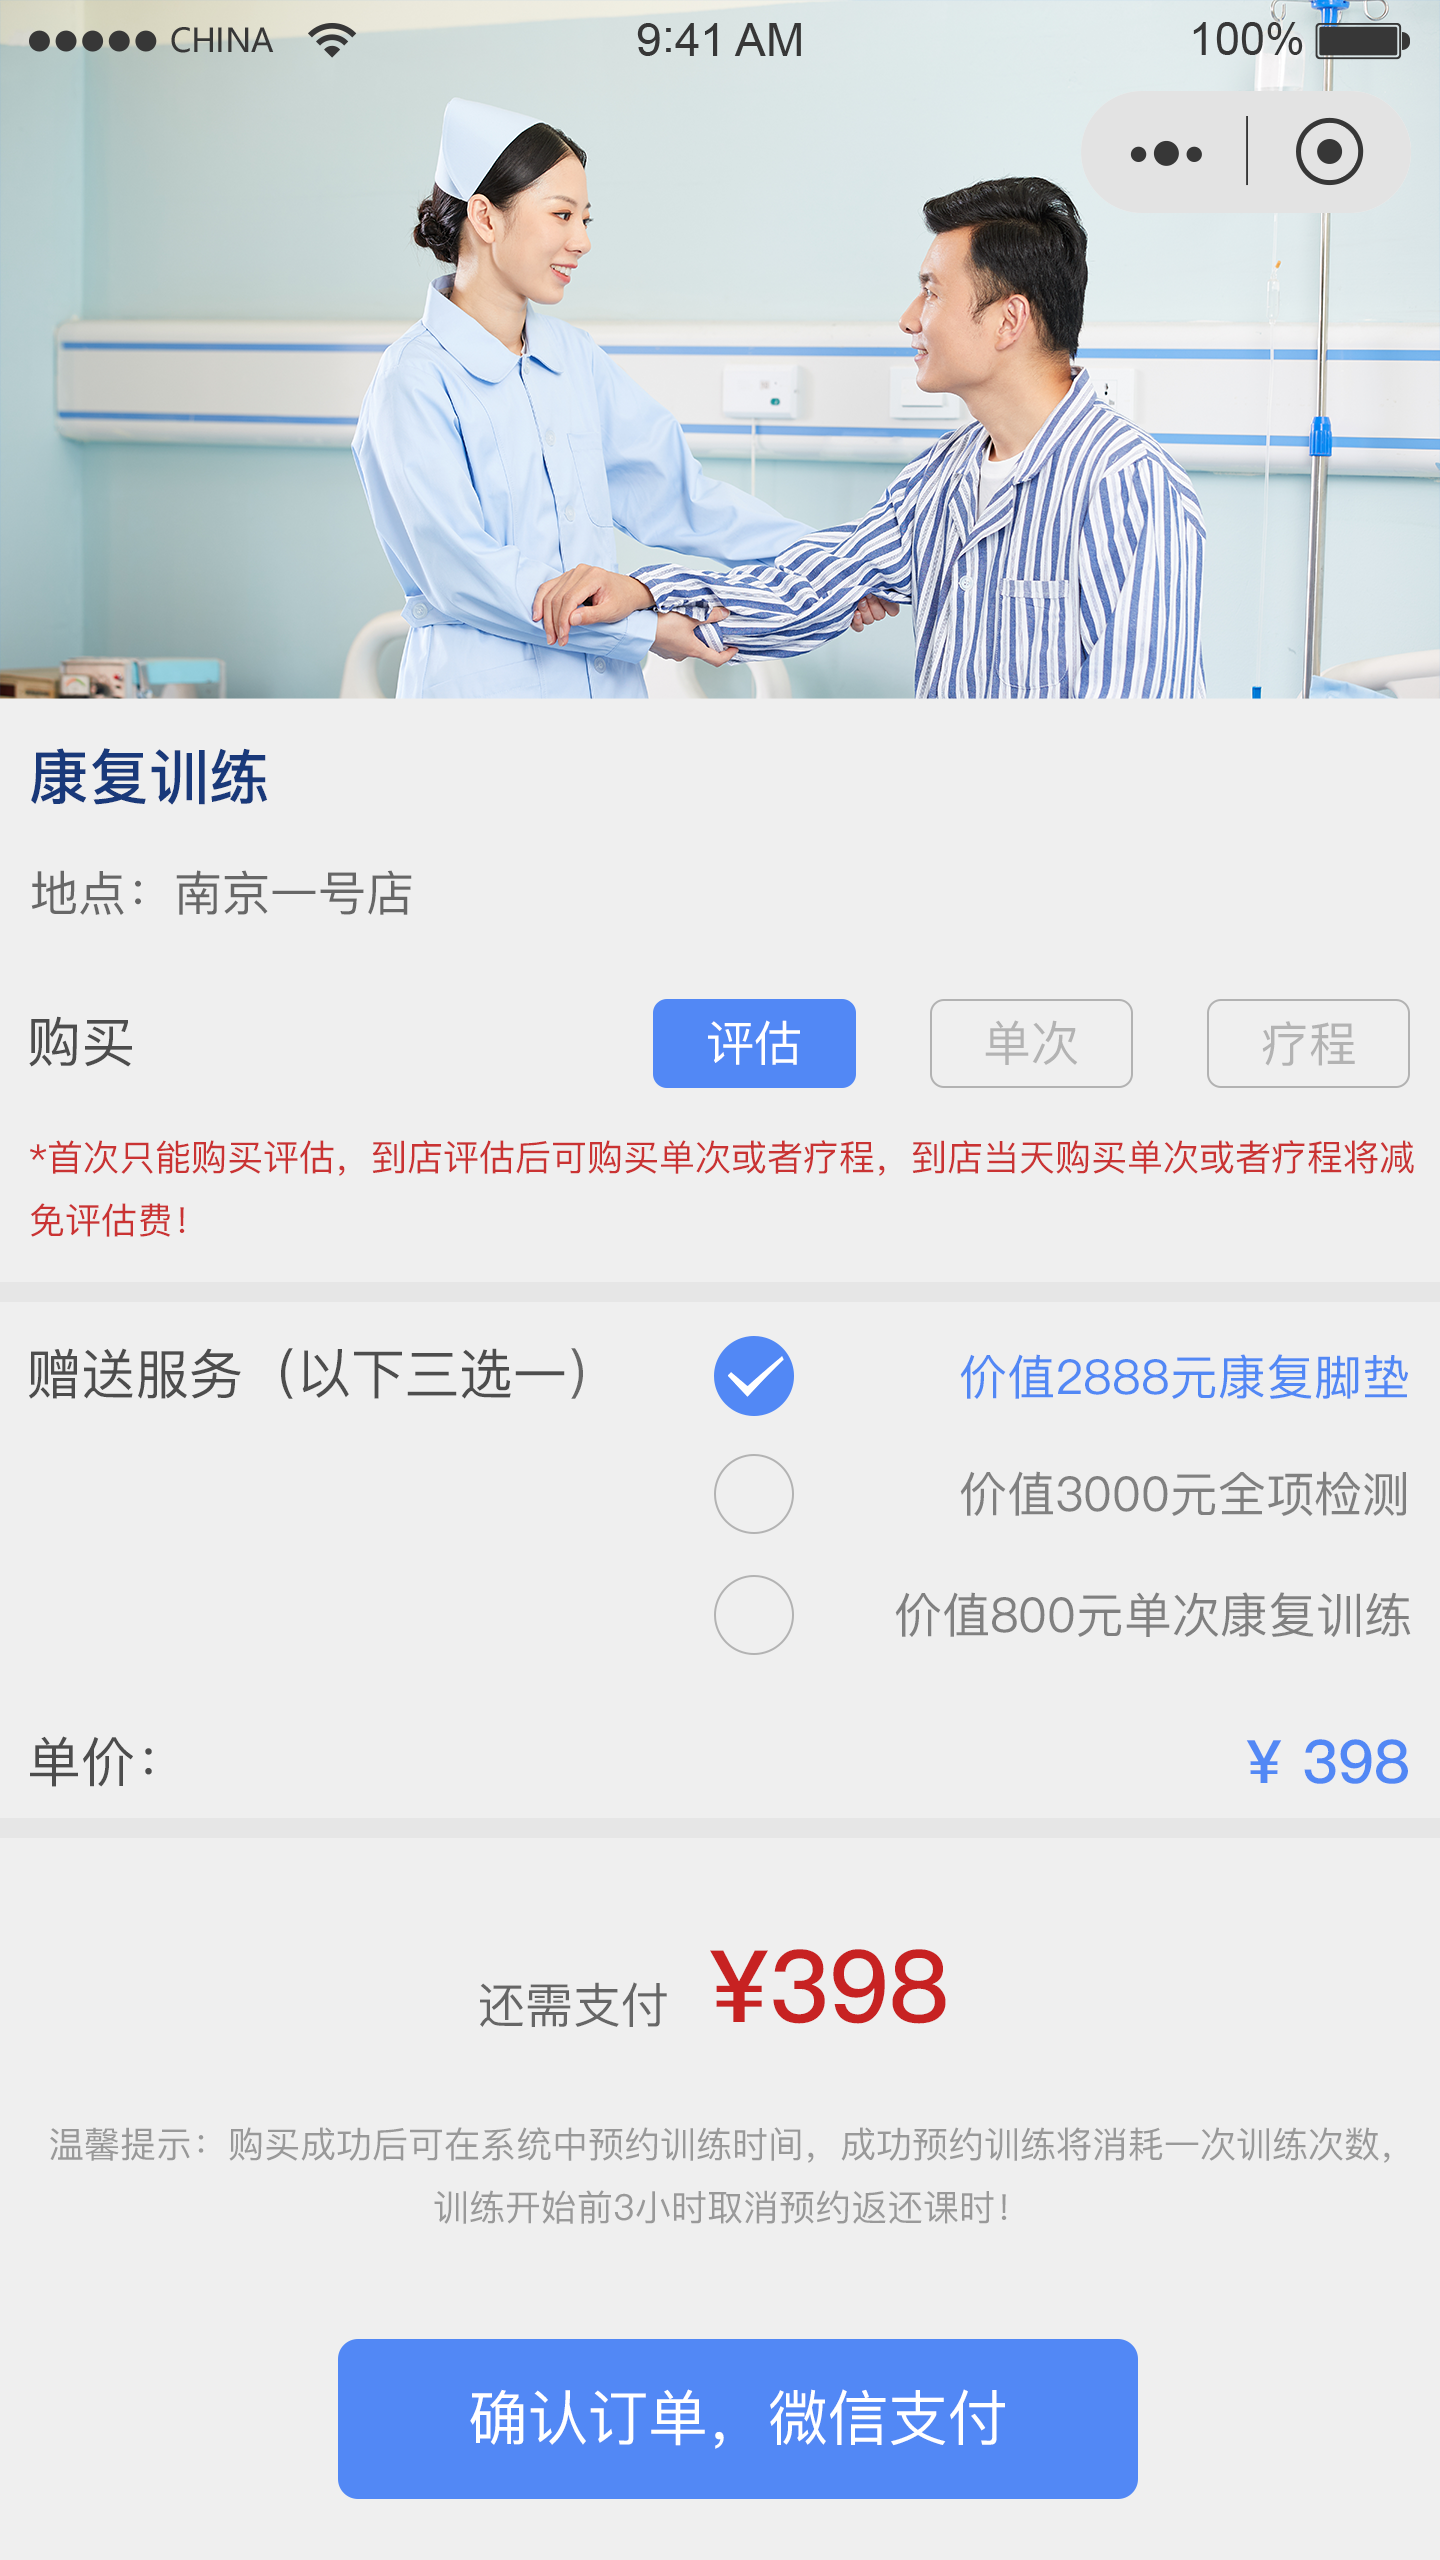 CHINA 9:41 AM 100%
康复训练
地点：南京一号店
购买 评估 单次 疗程
*首次只能购买评估，到店评估后可购买单次或者疗程，到店当天购买单次或者疗程将减
免评估费！
赠送服务（以下三选一） 价值2888元康复脚垫
价值3000元全项检测
价值800元单次康复训练
单价： ¥ 398
还需支付 ¥398
温馨提示：购买成功后可在系统中预约训练时间，成功预约训练将消耗一次训练次数，
训练开始前3小时取消预约返还课时！
确认订单，微信支付